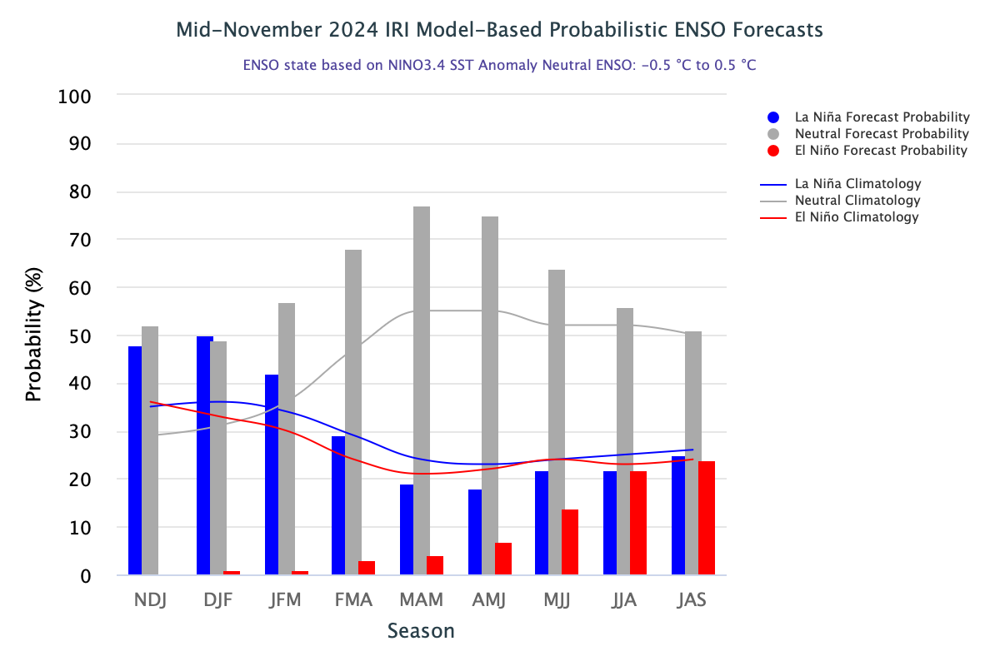 Mid−November 2024 IRI Model−Based Probabilistic ENSO Forecasts
ENSO state based on NINO3.4 SST Anomaly Neutral ENSO: −0.5 °C to 0.5 °C
Probability (%)
100
90
80
70
60
50
40
30
20
10
0
NDJ DJF JFM FMA MAM AMJ MJJ JJA JAS
Season
La Niña Forecast Probability
Neutral Forecast Probability
El Niño Forecast Probability
La Niña Climatology
Neutral Climatology
El Niño Climatology